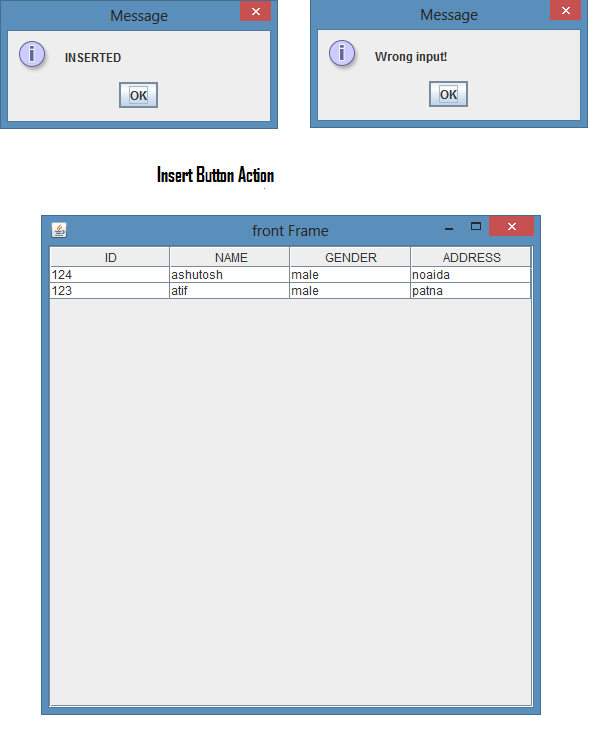 Message
INSERTED
OK
Message
Wrong input!
OK
Insert Button Action
front Frame
ID NAME GENDER ADDRESS
124 ashutosh male noaida
123 atif male patna